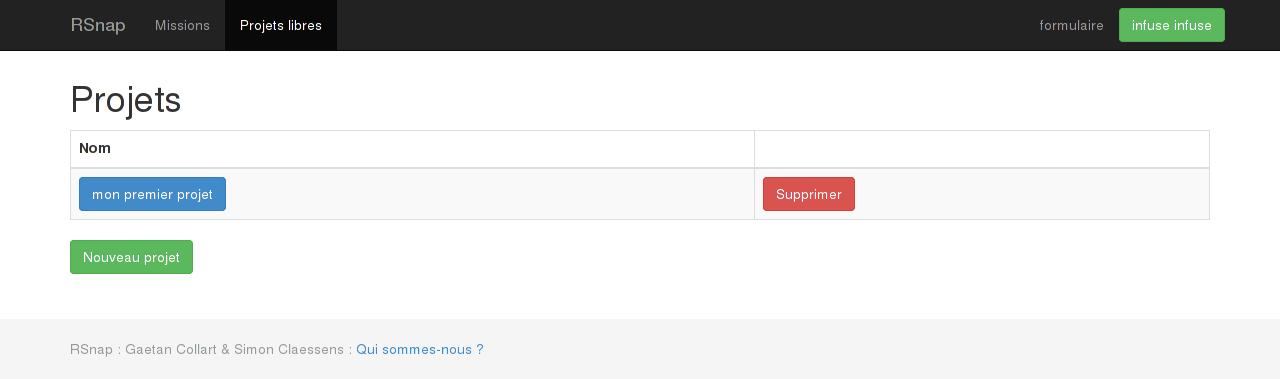 RSnap Missions Projets libres formulaire infuse infuse
Projets
Nom
mon premier projet Supprimer
Nouveau projet
RSnap : Gaetan Collart & Simon Claessens : Qui sommes-nous ?